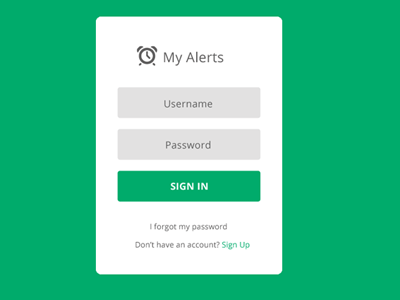 My Alerts
Username
Password
SIGN IN
I forgot my password
Don't have an account? Sign Up